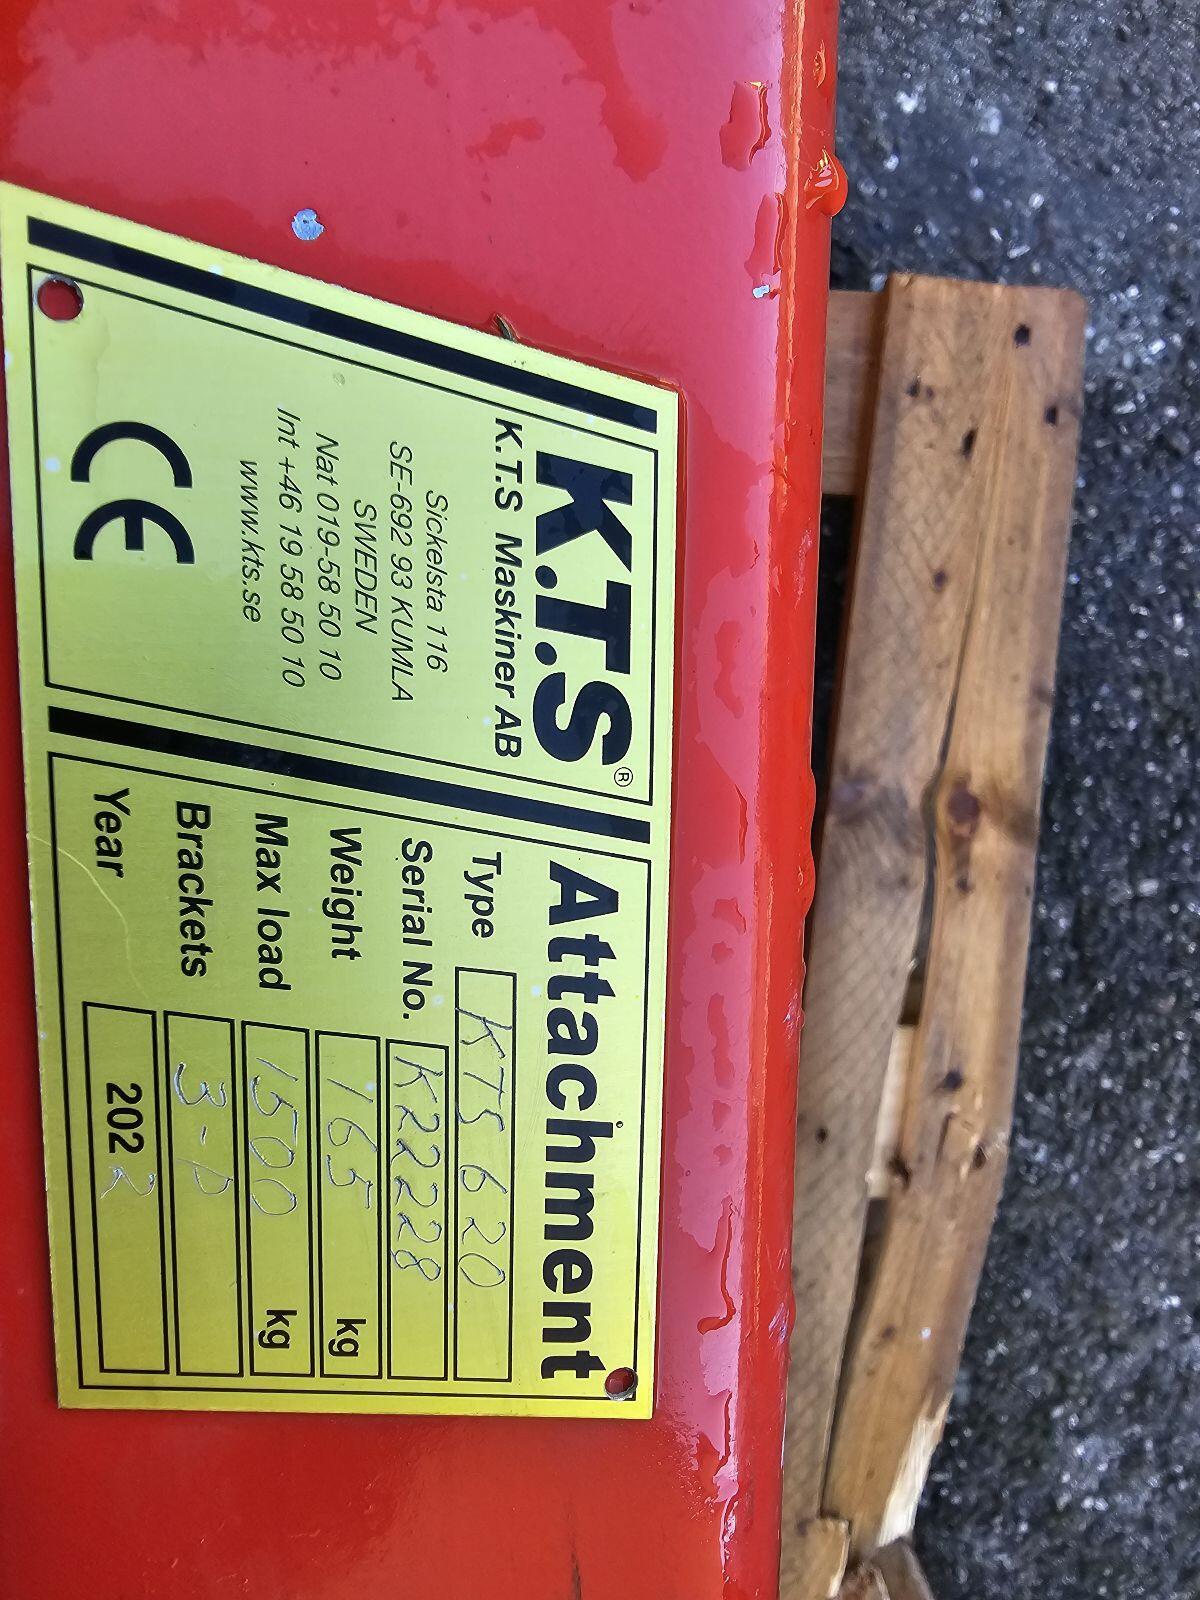 K.T.S®
K.T.S Maskiner AB
Sickelsta 116
SE-692 93 KUMLA
SWEDEN
Nat 019-58 50 10
Int +46 19 58 50 10
www.kts.se
CE
Attachment
Type KTS 620
Serial No. K22228
Weight 165 kg
Max load 1500 kg
Brackets 3-P
Year 2022